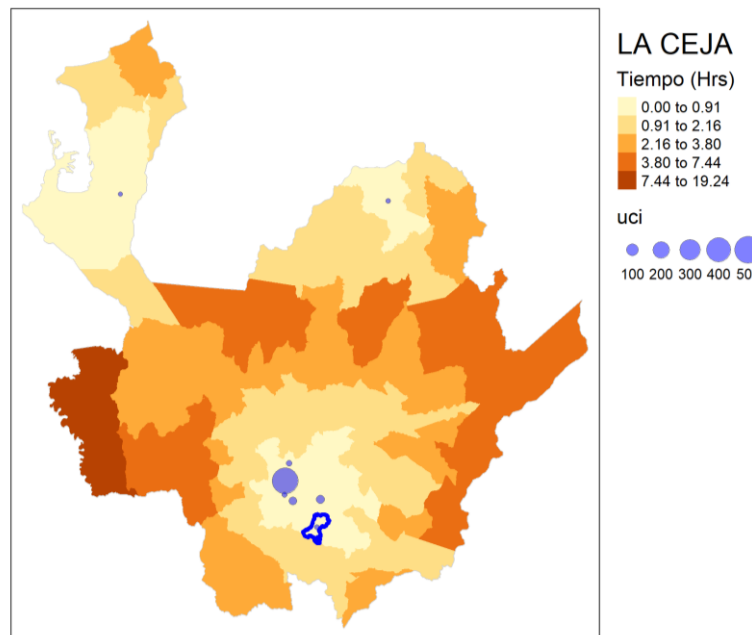 LA CEJA
Tiempo (Hrs)
0.00 to 0.91
0.91 to 2.16
2.16 to 3.80
3.80 to 7.44
7.44 to 19.24
uci
100 200 300 400